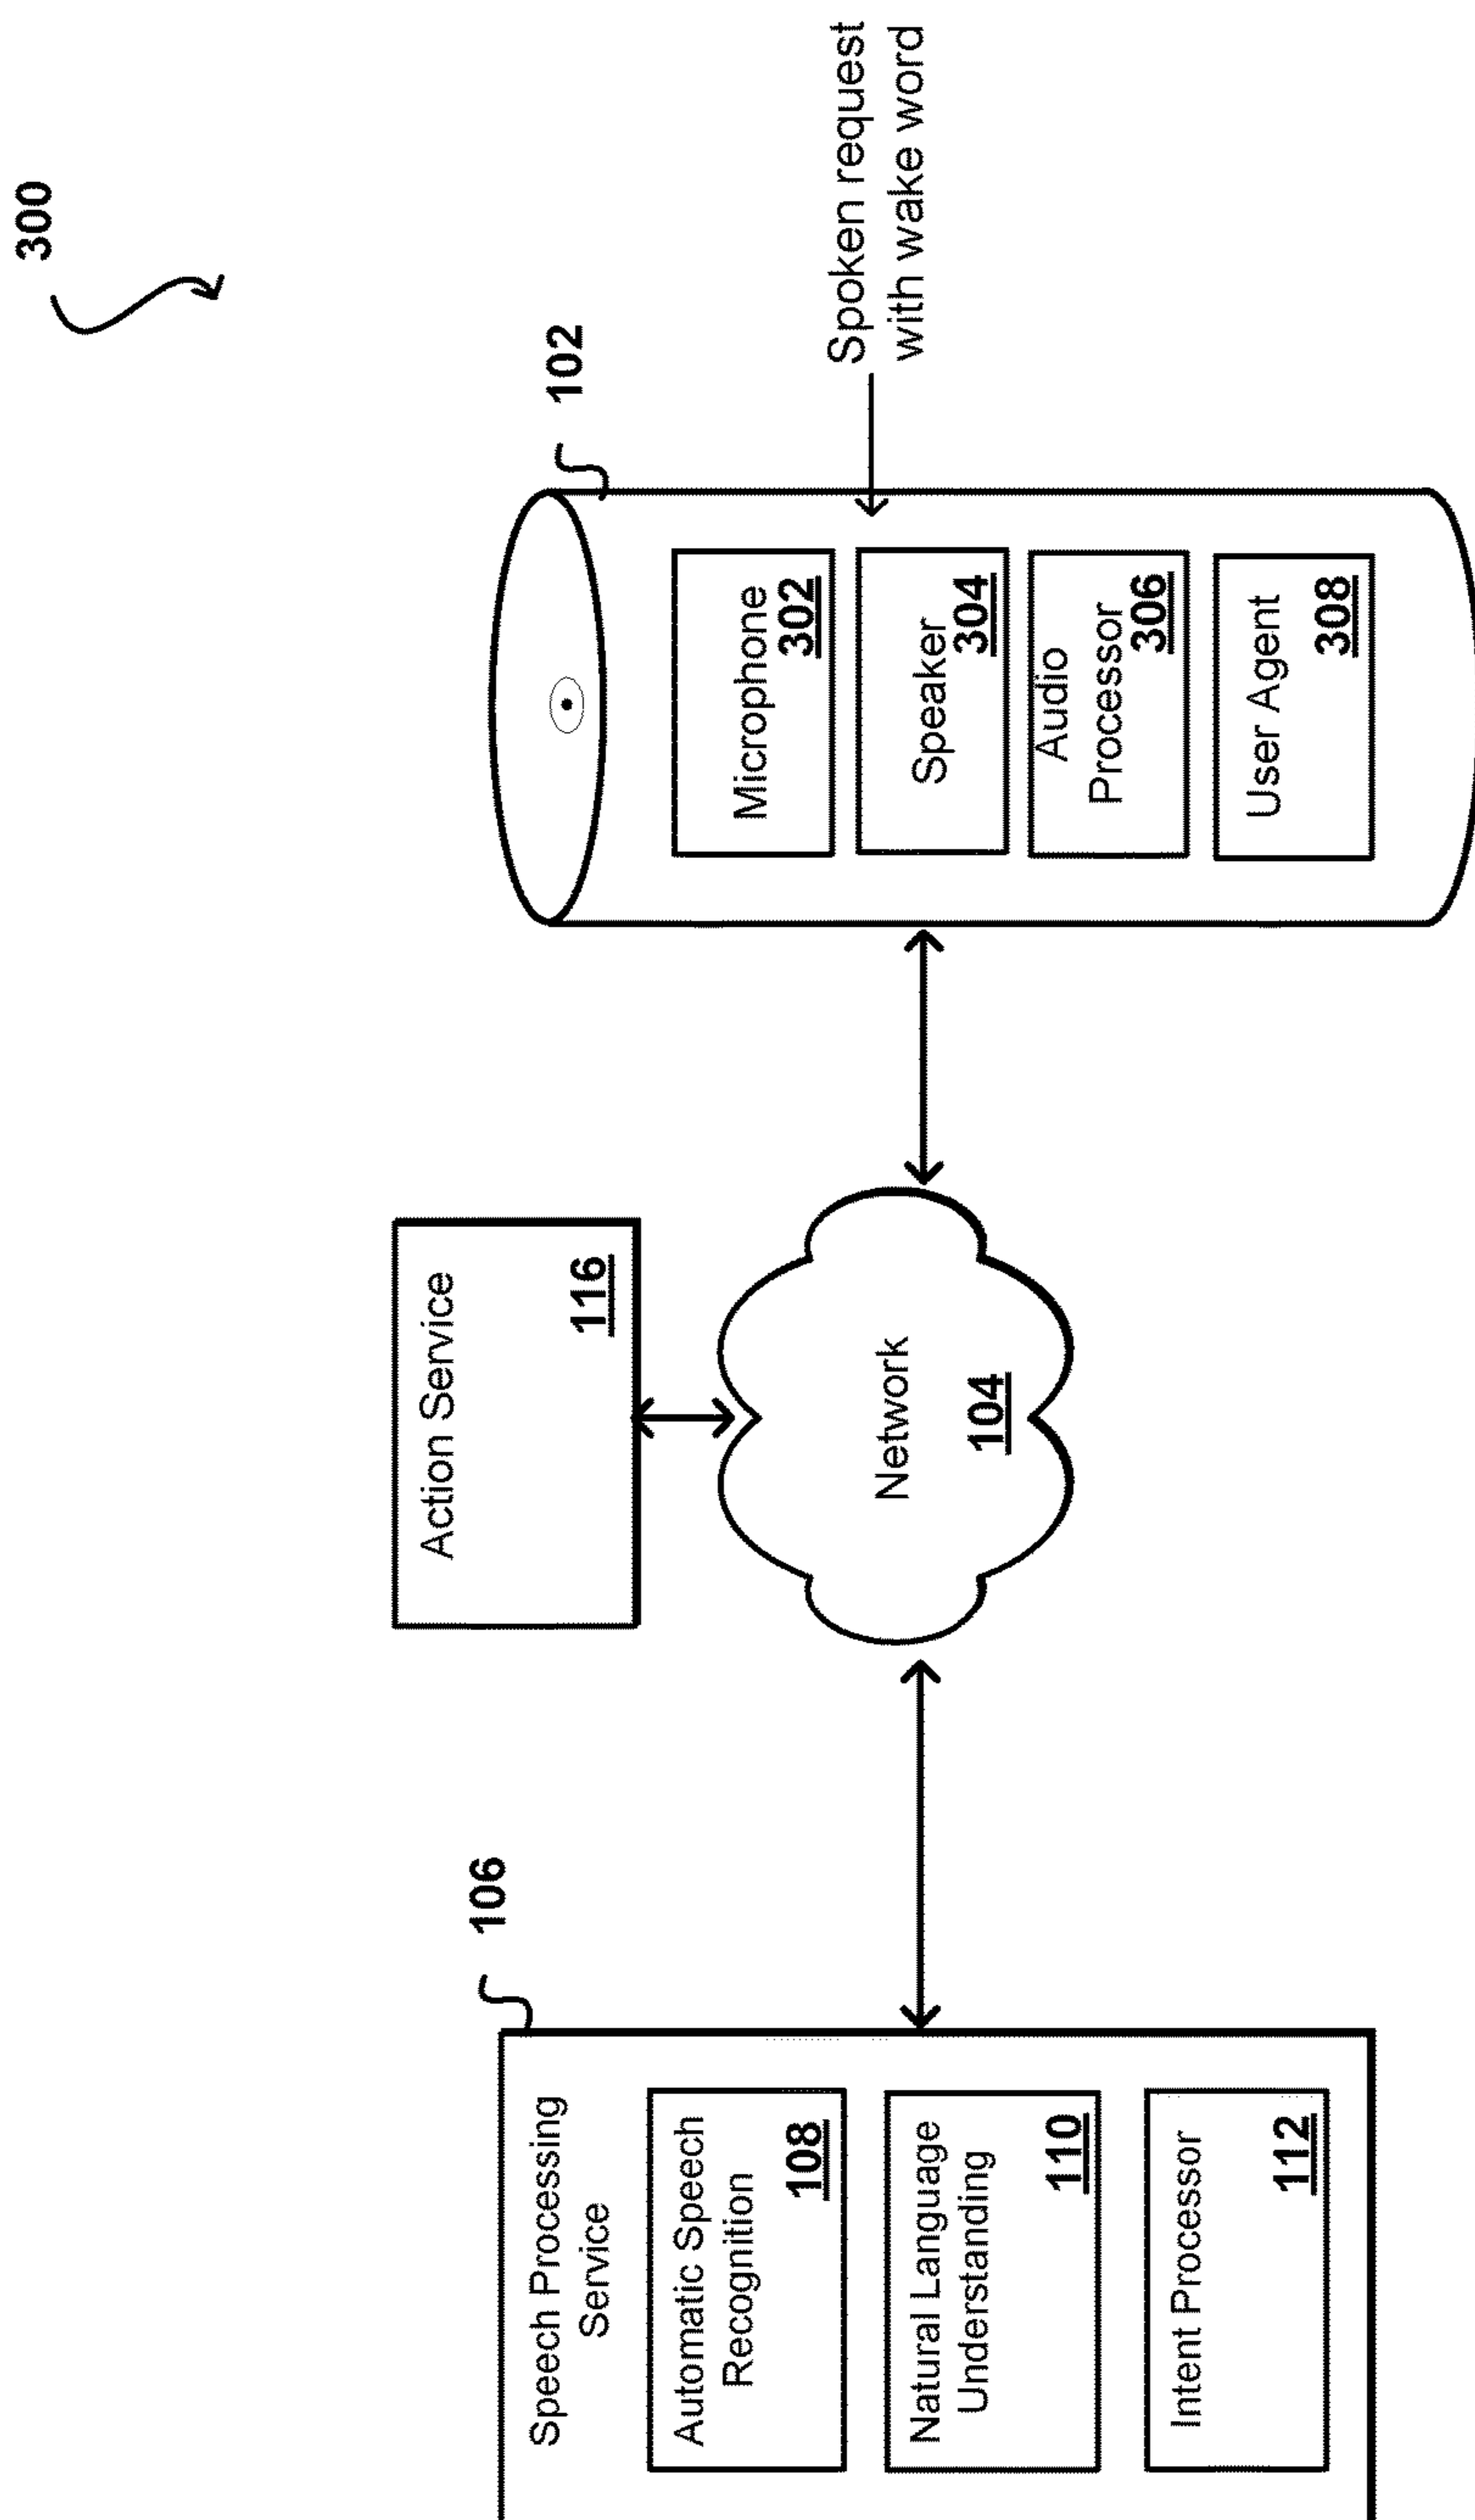 300
106
Speech Processing
Service
Automatic Speech
Recognition
108
Natural Language
Understanding
110
Intent Processor
112
Action Service
116
Network
104
102
Microphone
302
Speaker
304
Audio
Processor
306
User Agent
308
Spoken request
with wake word